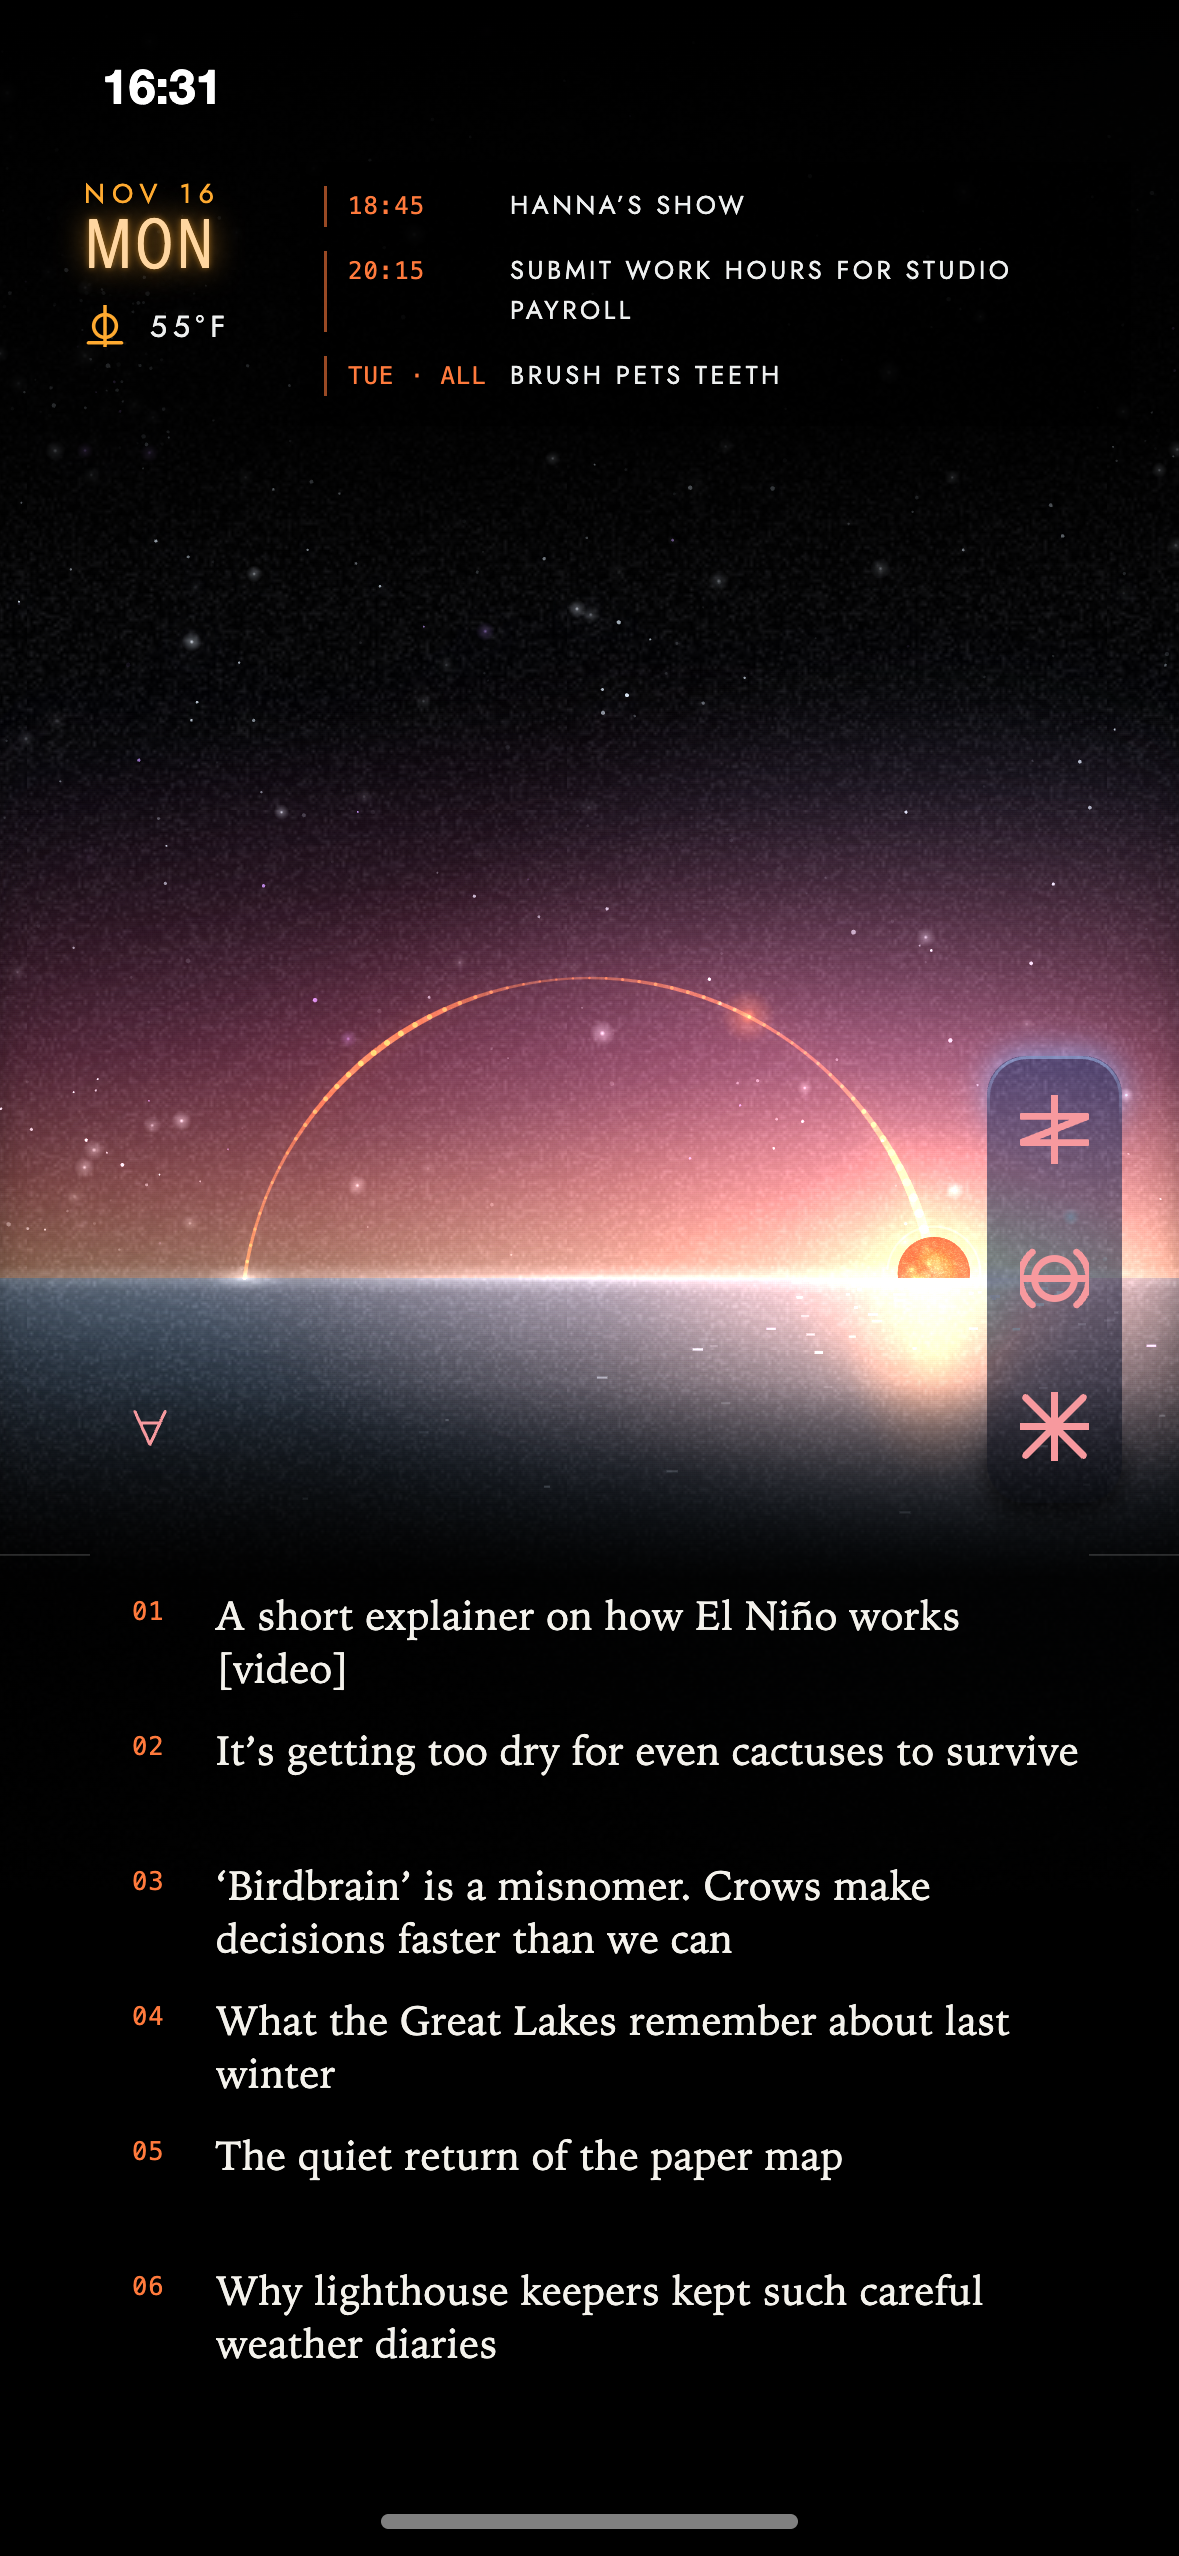 16:31
NOV 16
MON
55°F
18:45 HANNA’S SHOW
20:15 SUBMIT WORK HOURS FOR STUDIO
PAYROLL
TUE · ALL BRUSH PETS TEETH
∀
01 A short explainer on how El Niño works
[video]
02 It’s getting too dry for even cactuses to survive
03 ‘Birdbrain’ is a misnomer. Crows make
decisions faster than we can
04 What the Great Lakes remember about last
winter
05 The quiet return of the paper map
06 Why lighthouse keepers kept such careful
weather diaries